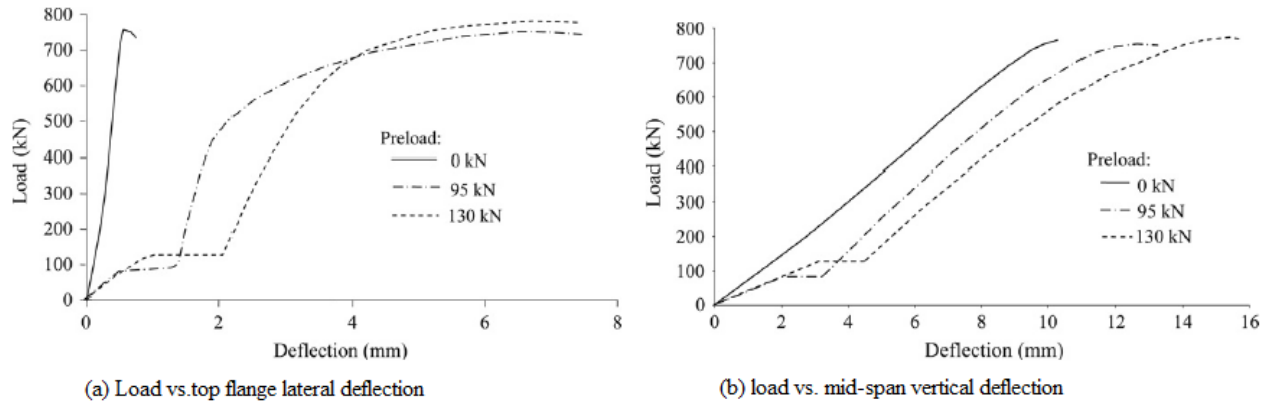 800
700
600
500
400
300
200
100
0
Load (kN)
0
2
4
6
8
Deflection (mm)
Preload:
0 kN
95 kN
130 kN
(a) Load vs.top flange lateral deflection
800
700
600
500
400
300
200
100
0
Load (kN)
0
2
4
6
8
10
12
14
16
Deflection (mm)
Preload:
0 kN
95 kN
130 kN
(b) load vs. mid-span vertical deflection